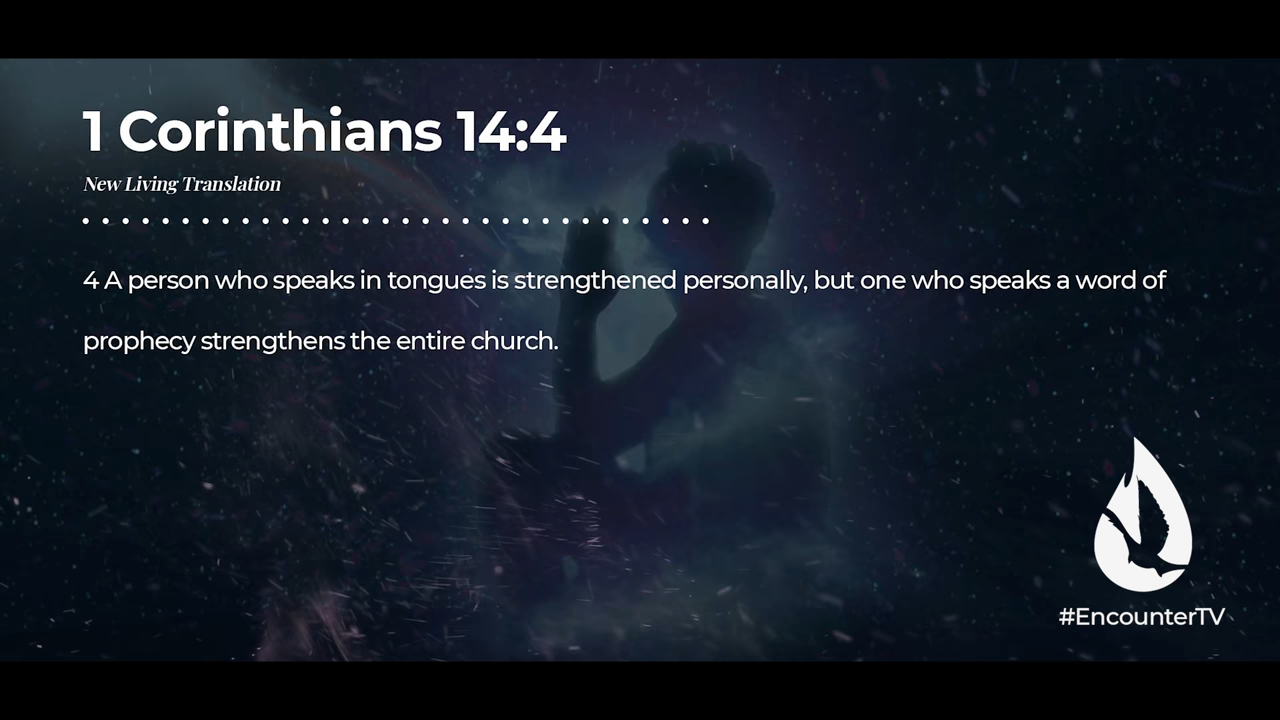 1 Corinthians 14:4
New Living Translation
4 A person who speaks in tongues is strengthened personally, but one who speaks a word of
prophecy strengthens the entire church.
#EncounterTV